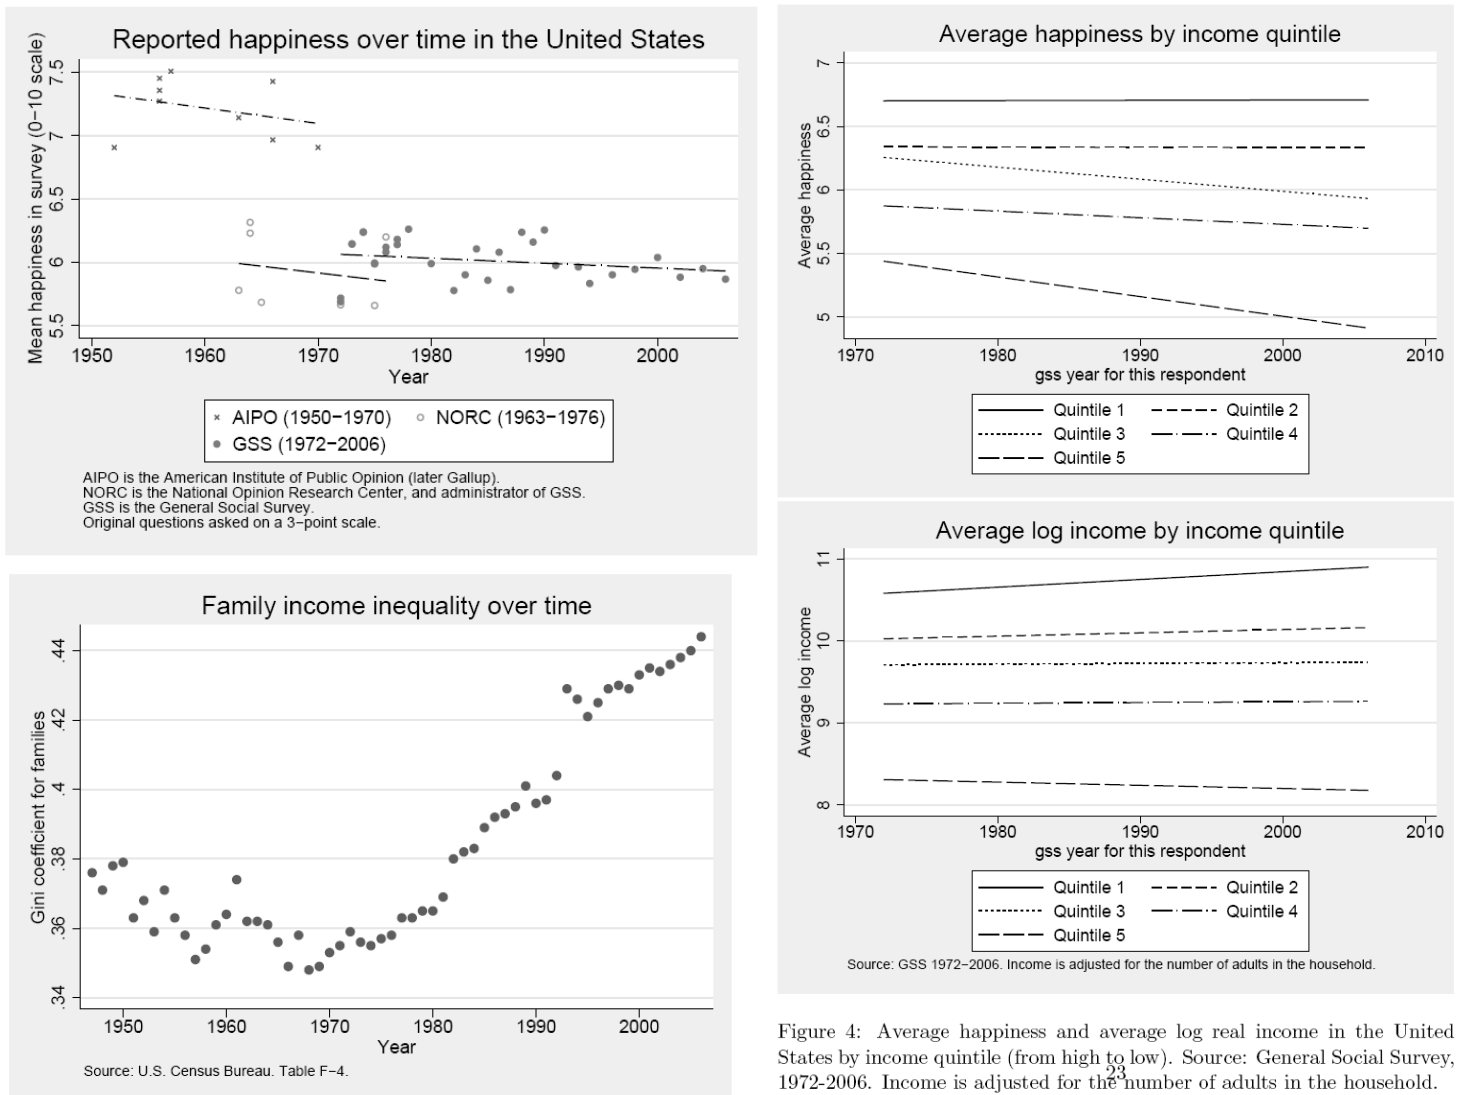 Reported happiness over time in the United States
Mean happiness in survey (0−10 scale)
7.5
7
6.5
6
5.5
1950 1960 1970 1980 1990 2000
Year
AIPO (1950−1970) NORC (1963−1976)
GSS (1972−2006)
AIPO is the American Institute of Public Opinion (later Gallup).
NORC is the National Opinion Research Center, and administrator of GSS.
GSS is the General Social Survey.
Original questions asked on a 3−point scale.
Family income inequality over time
Gini coefficient for families
.44
.42
.4
.38
.36
.34
1950 1960 1970 1980 1990 2000
Year
Source: U.S. Census Bureau. Table F−4.
Average happiness by income quintile
Average happiness
7
6.5
6
5.5
5
1970 1980 1990 2000 2010
gss year for this respondent
Quintile 1 Quintile 2
Quintile 3 Quintile 4
Quintile 5
Average log income by income quintile
Average log income
11
10
9
8
1970 1980 1990 2000 2010
gss year for this respondent
Quintile 1 Quintile 2
Quintile 3 Quintile 4
Quintile 5
Source: GSS 1972−2006. Income is adjusted for the number of adults in the household.
Figure 4: Average happiness and average log real income in the United
States by income quintile (from high to low). Source: General Social Survey,
23
1972-2006. Income is adjusted for the number of adults in the household.